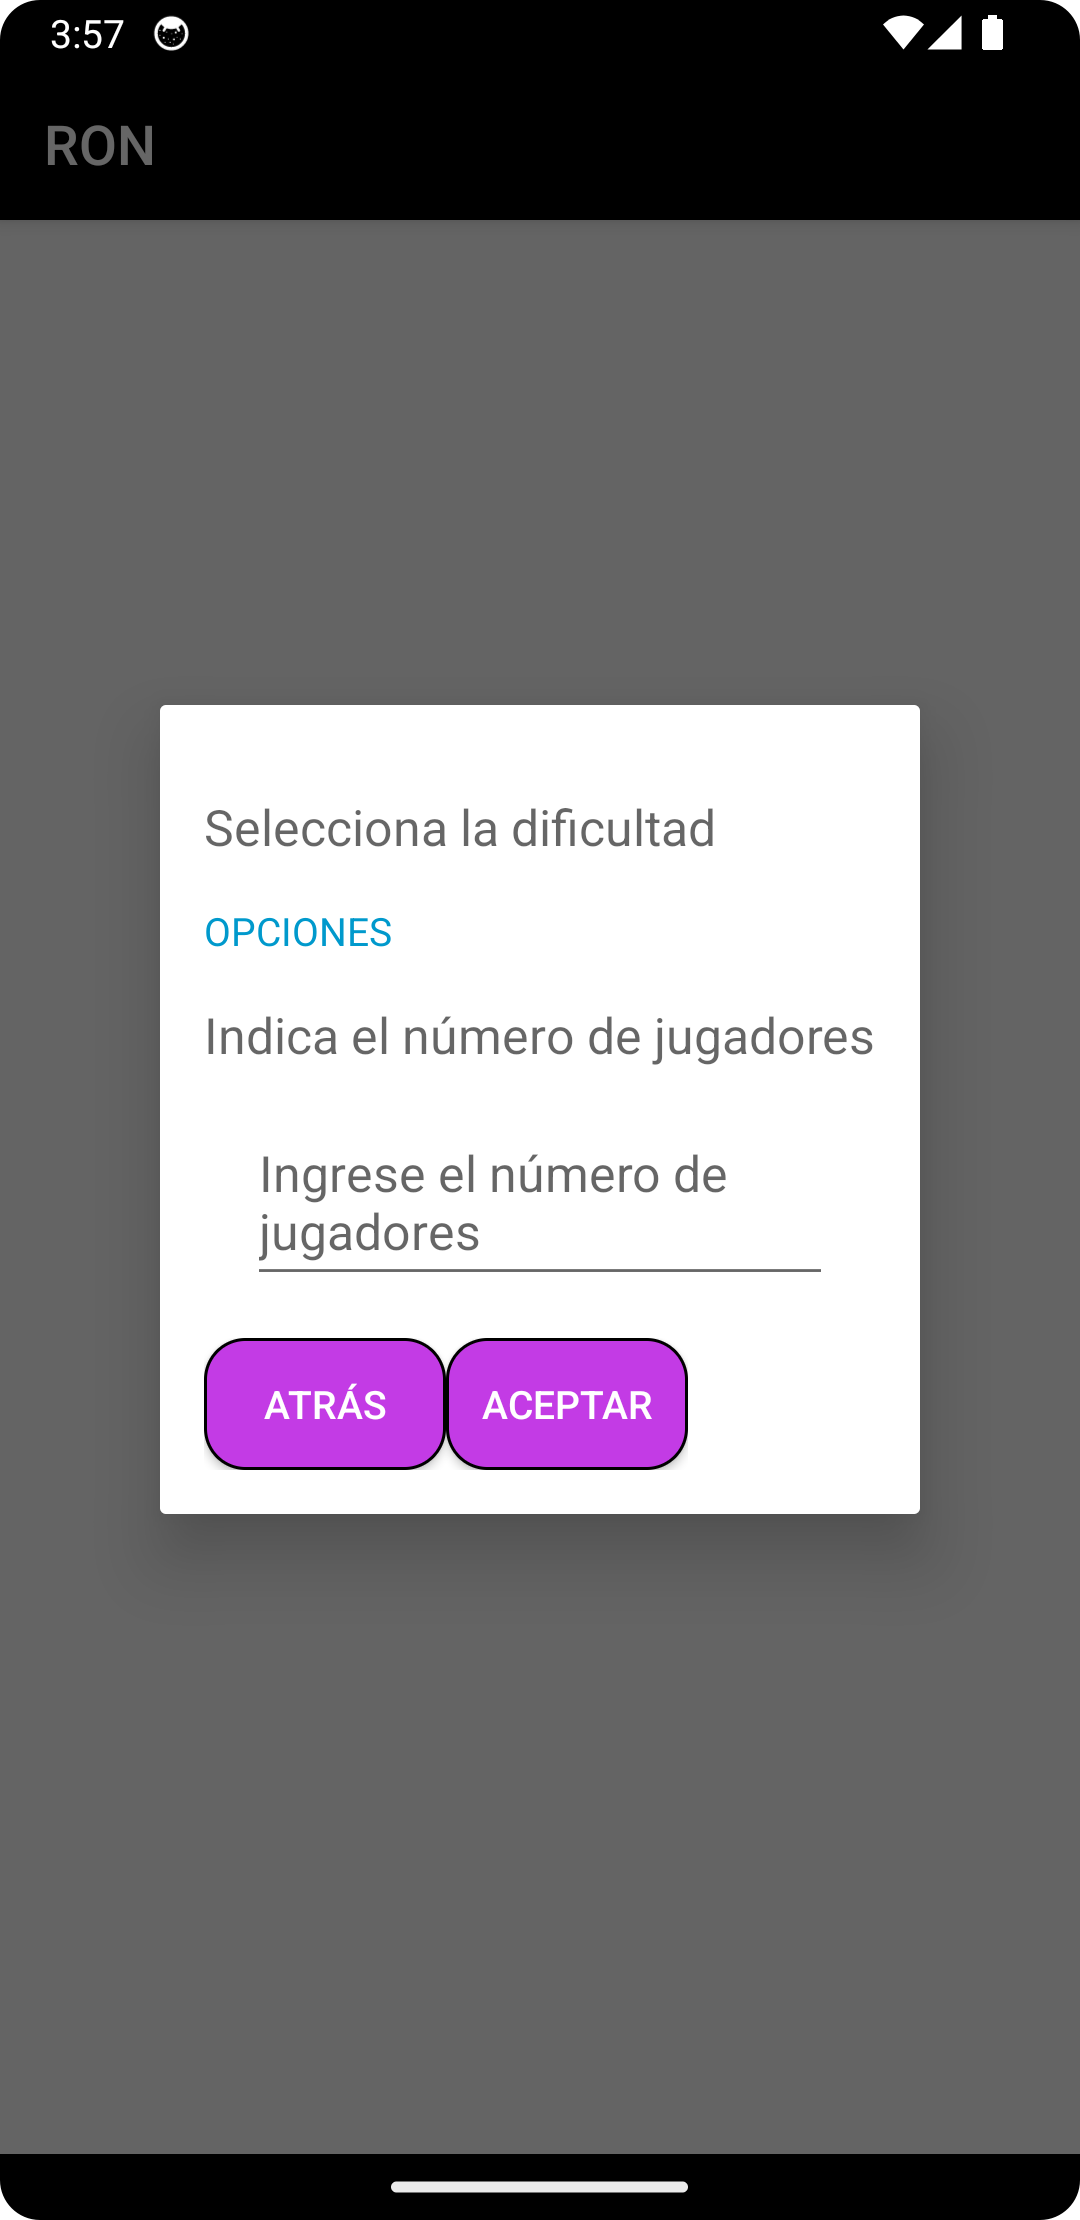 3:57
RON
Selecciona la dificultad
OPCIONES
Indica el número de jugadores
Ingrese el número de
jugadores
ATRÁS ACEPTAR